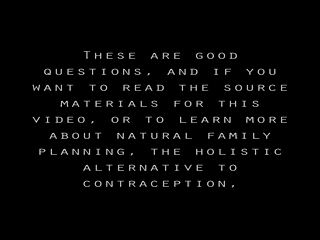 These are good
questions, and if you
want to read the source
materials for this
video, or to learn more
about natural family
planning, the holistic
alternative to
contraception,